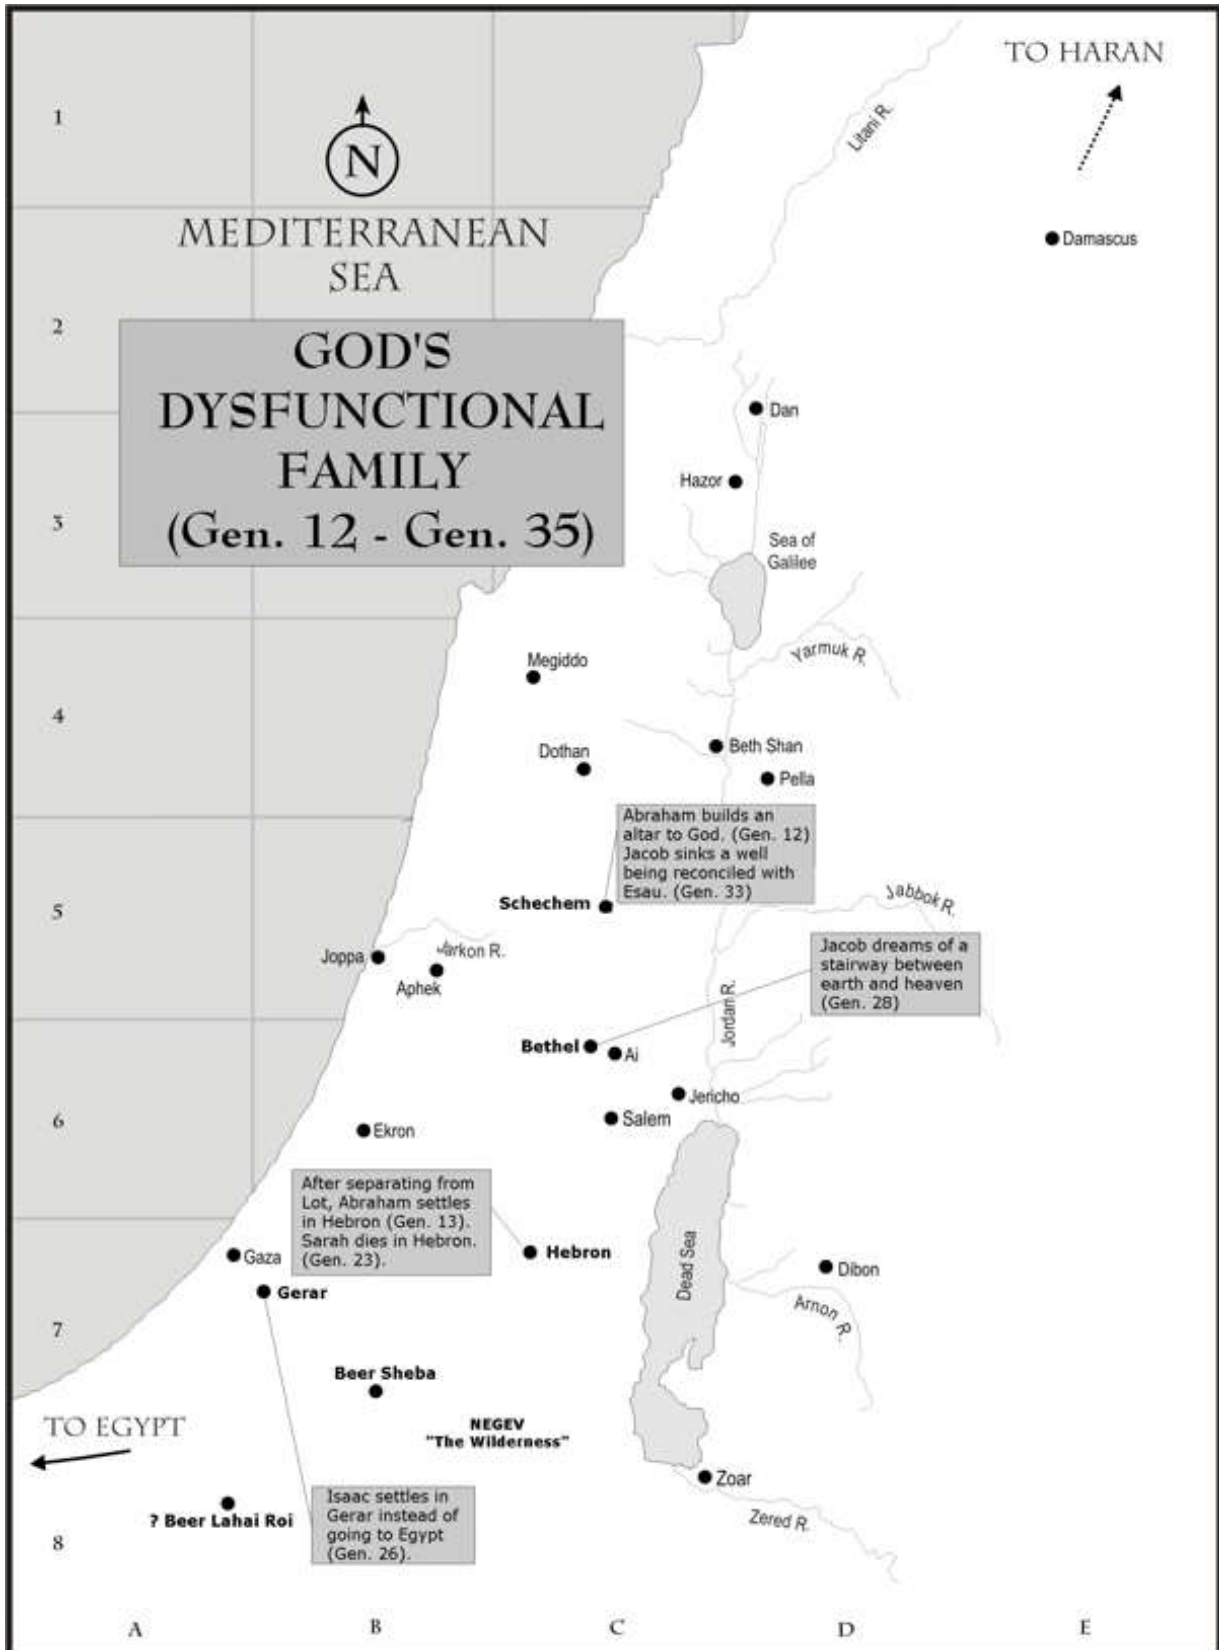 TO HARAN
1
N
Litani R.
MEDITERRANEAN
SEA
Damascus
2
GOD'S
DYSFUNCTIONAL
FAMILY
(Gen. 12 - Gen. 35)
Dan
Hazor
3
Sea of
Galilee
Yarmuk R.
Megiddo
4
Beth Shan
Dothan
Pella
Abraham builds an
altar to God. (Gen. 12)
Jacob sinks a well
being reconciled with
Esau. (Gen. 33)
Schechem
Jabbok R.
5
Joppa
Jarkon R.
Aphek
Jacob dreams of a
stairway between
earth and heaven
(Gen. 28)
Jordan R.
Bethel
Ai
Jericho
6
Salem
Ekron
After separating from
Lot, Abraham settles
in Hebron (Gen. 13).
Sarah dies in Hebron.
(Gen. 23).
Hebron
Gaza
Dead Sea
Dibon
Gerar
Arnon R.
7
Beer Sheba
TO EGYPT
NEGEV
"The Wilderness"
Zoar
? Beer Lahai Roi
Isaac settles in
Gerar instead of
going to Egypt
(Gen. 26).
Zered R.
8
A
B
C
D
E